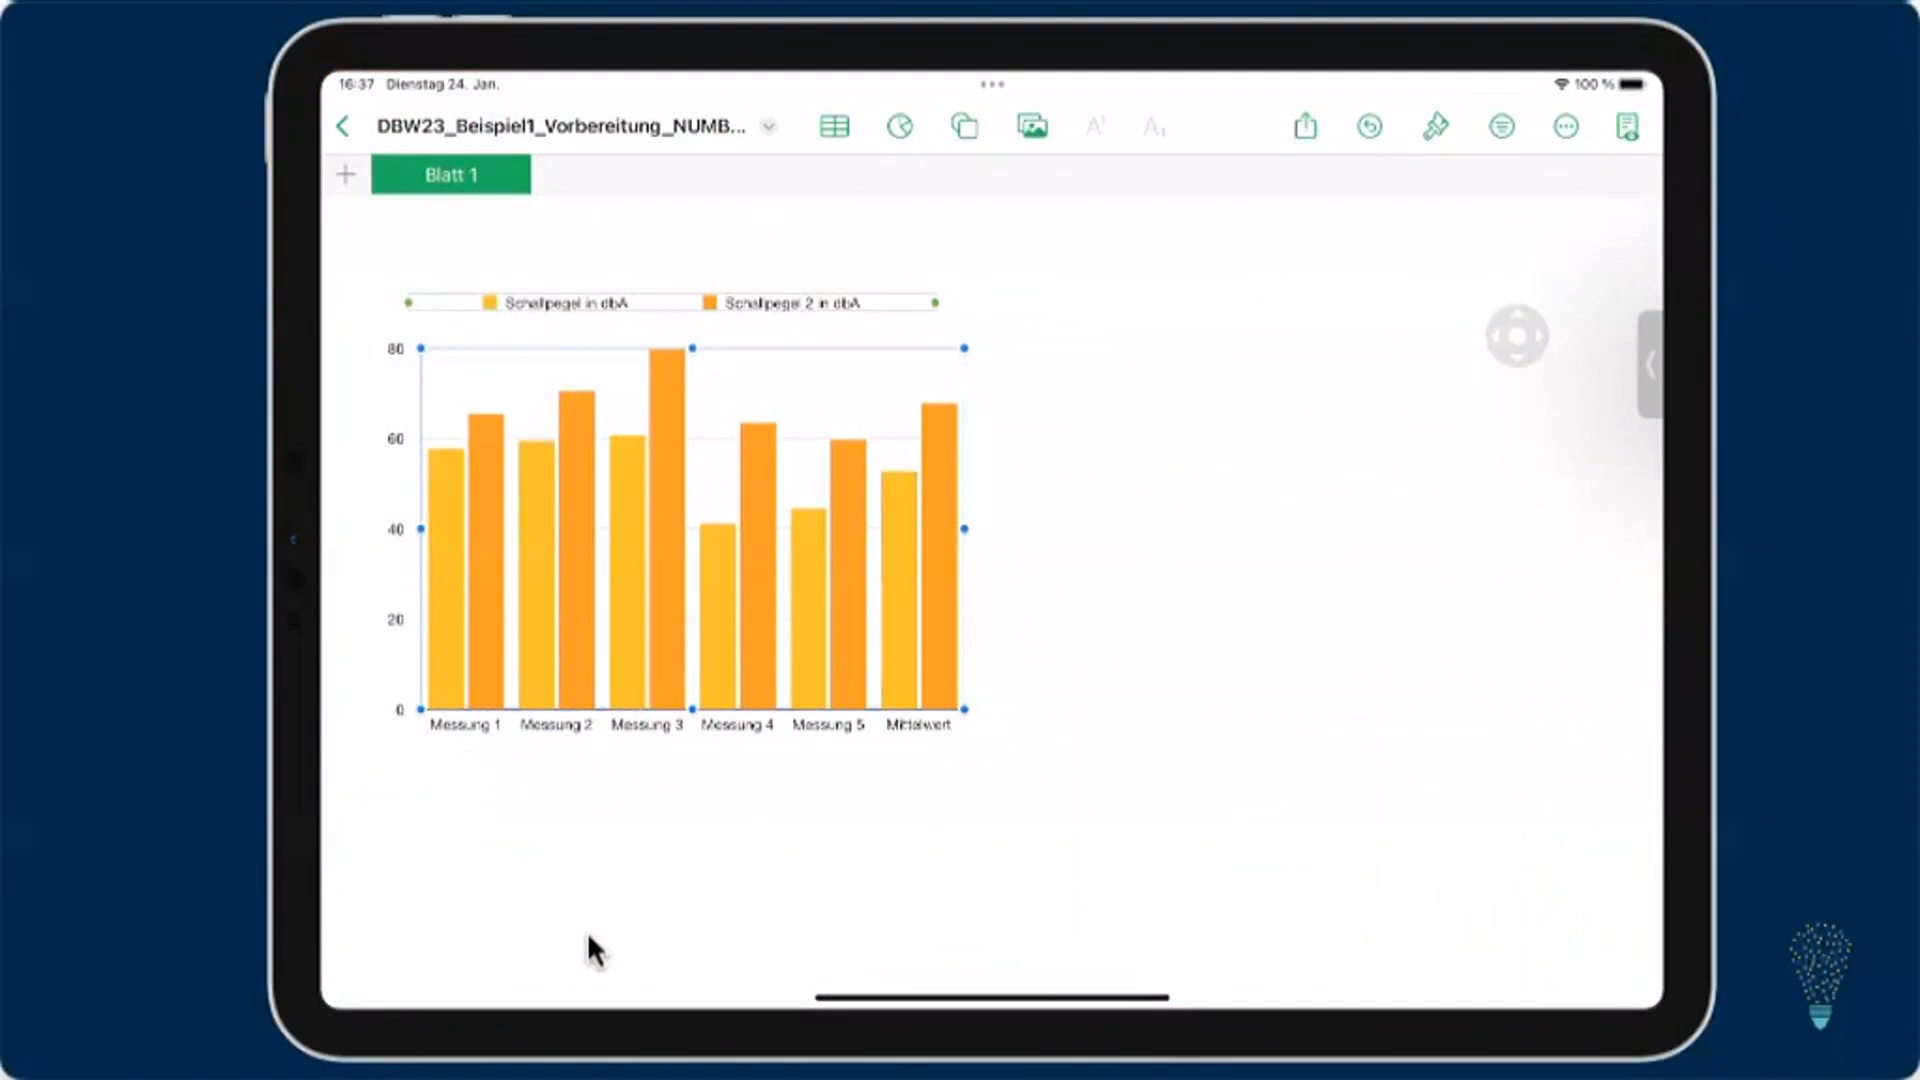 16:37 Dienstag 24. Jan.
100 %
DBW23_Beispiel1_Vorbereitung_NUMB...
Blatt 1
Schallpegel in dbA
Schallpegel 2 in dbA
80
60
40
20
0
Messung 1 Messung 2 Messung 3 Messung 4 Messung 5 Mittelwert